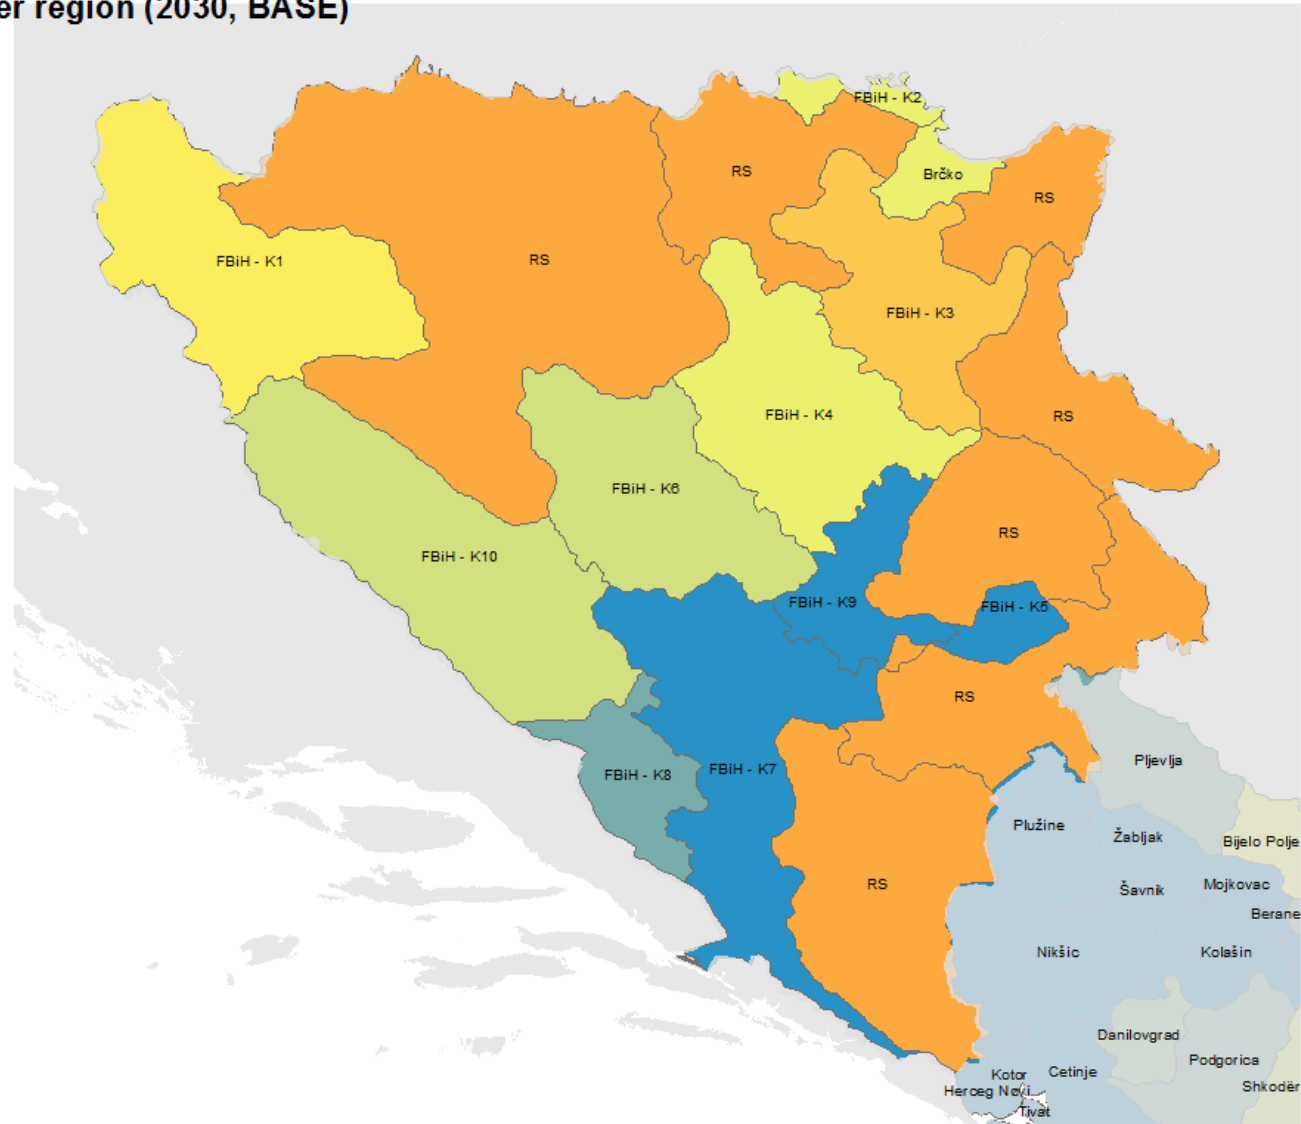 er region (2030, BASE)
FBiH - K2
RS
Brčko
RS
FBiH - K1
RS
FBiH - K3
FBiH - K4
RS
FBiH - K6
RS
FBiH - K10
FBiH - K9
FBiH - K5
RS
FBiH - K8
FBiH - K7
Pljevlja
Plužine
Žabljak
Bijelo Polje
RS
Šavnik
Mojkovac
Berane
Nikšic
Kolašin
Danilovgrad
Podgorica
Kotor
Cetinje
Herceg Novi
Shkodër
Tivat